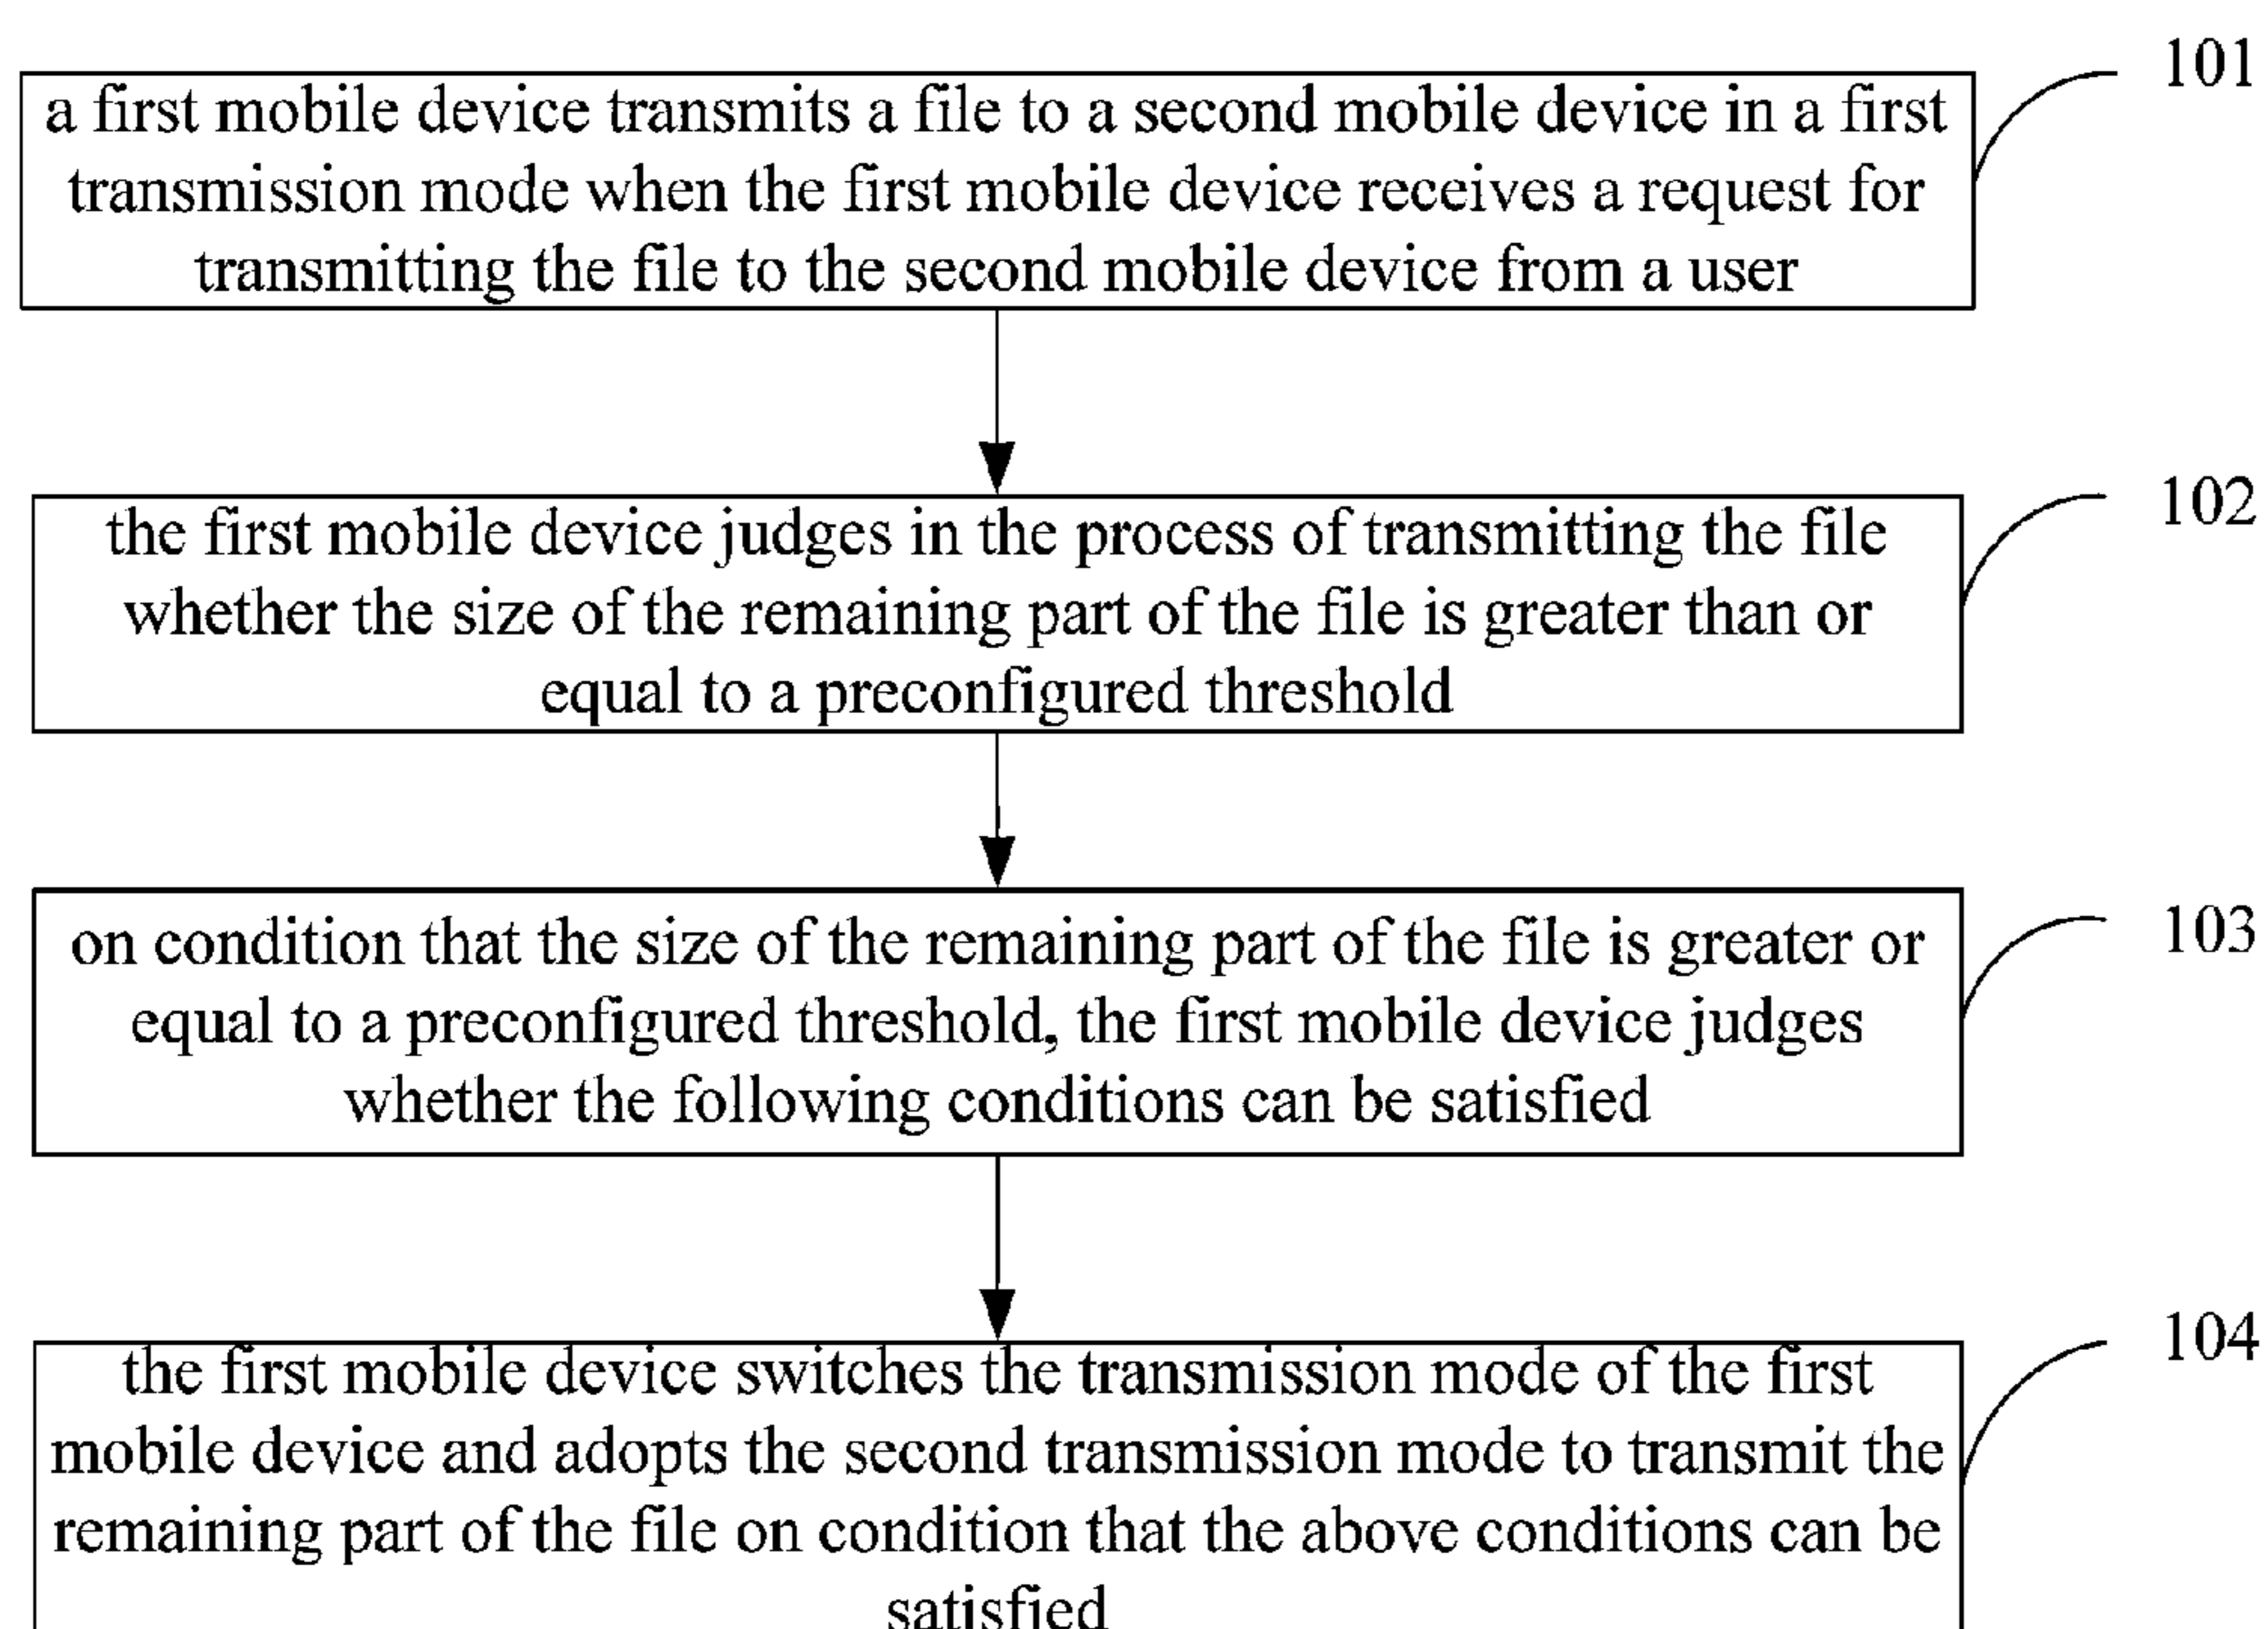 101
a first mobile device transmits a file to a second mobile device in a first
transmission mode when the first mobile device receives a request for
transmitting the file to the second mobile device from a user
102
the first mobile device judges in the process of transmitting the file
whether the size of the remaining part of the file is greater than or
equal to a preconfigured threshold
103
on condition that the size of the remaining part of the file is greater or
equal to a preconfigured threshold, the first mobile device judges
whether the following conditions can be satisfied
104
the first mobile device switches the transmission mode of the first
mobile device and adopts the second transmission mode to transmit the
remaining part of the file on condition that the above conditions can be
satisfied